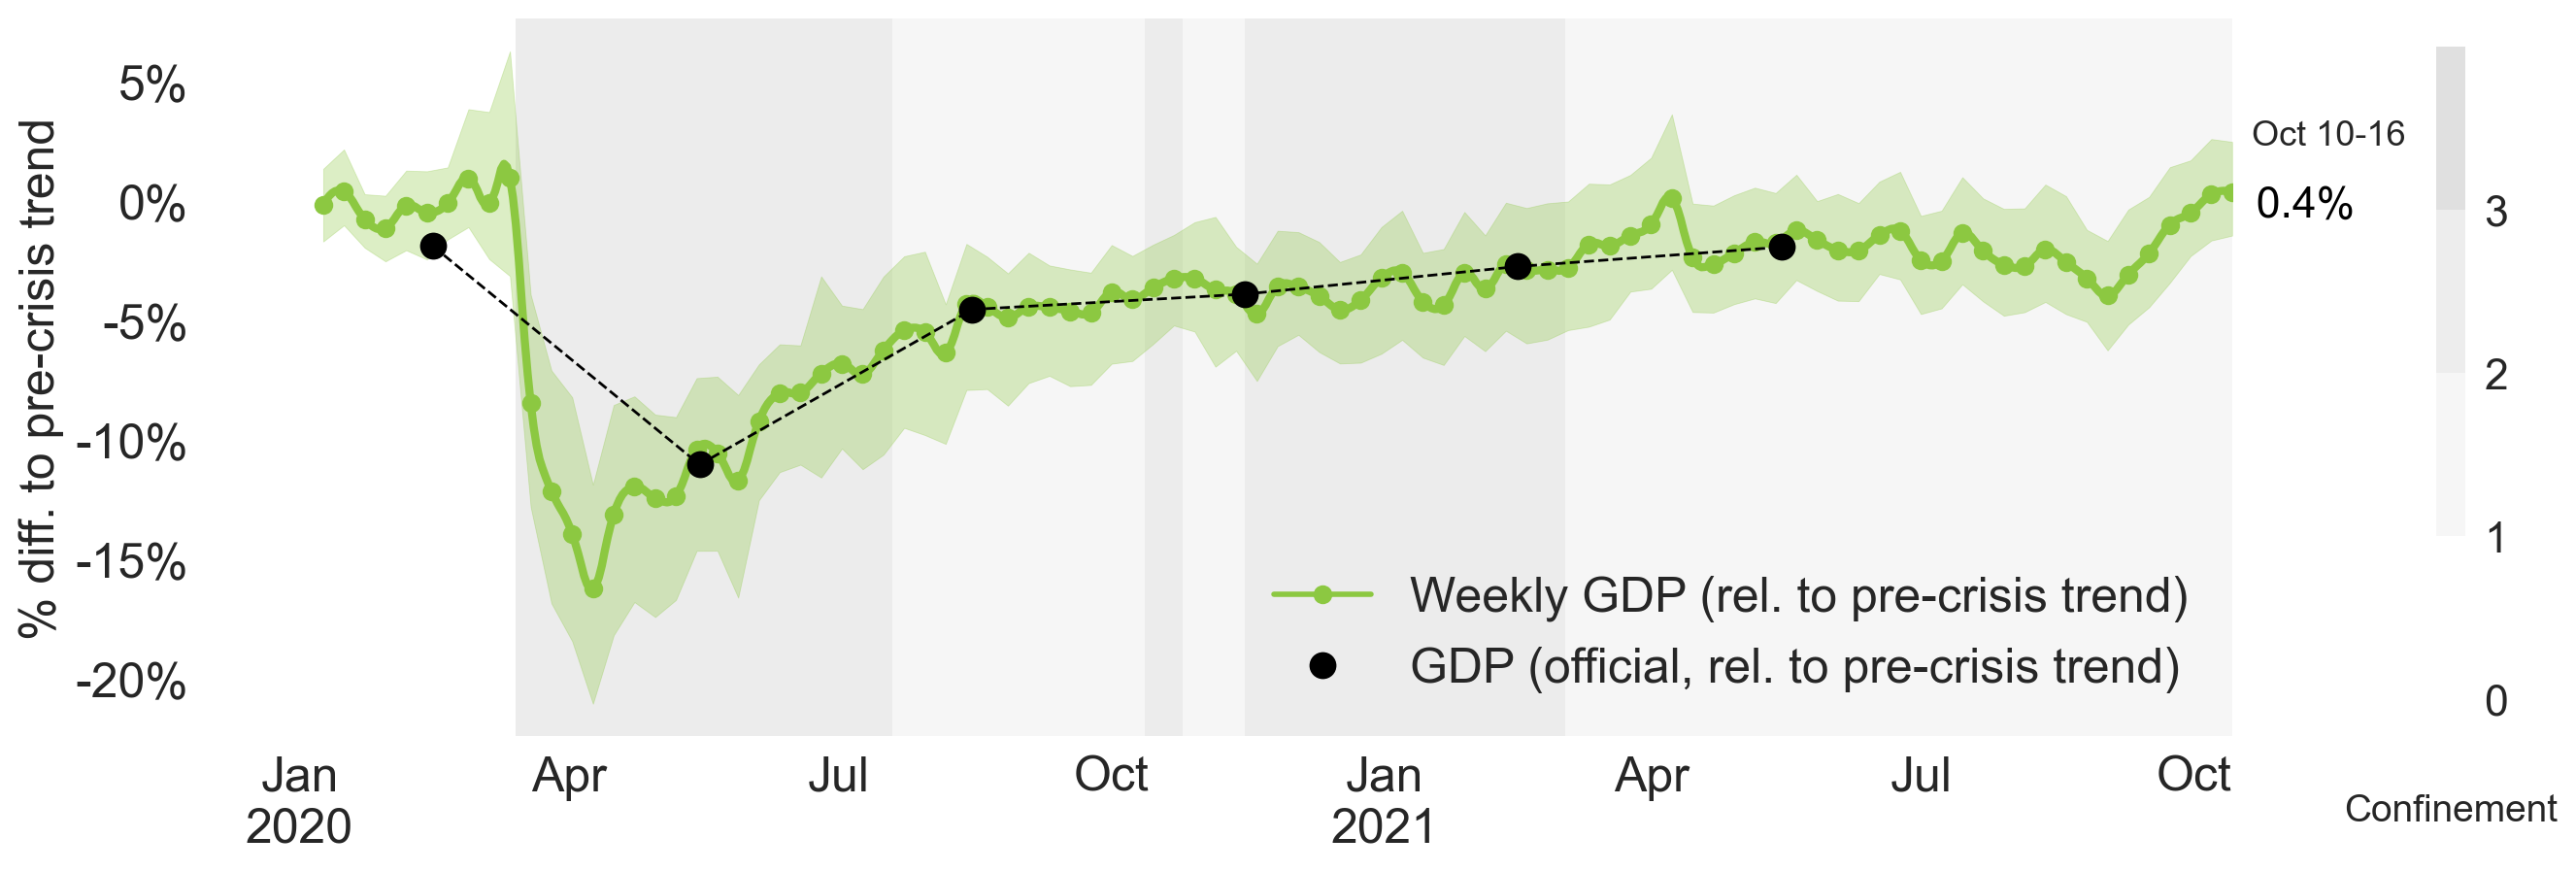 % diff. to pre-crisis trend
5%
0%
-5%
-10%
-15%
-20%
Oct 10-16
0.4%
3
2
1
0
Weekly GDP (rel. to pre-crisis trend)
GDP (official, rel. to pre-crisis trend)
Jan Apr Jul Oct Jan Apr Jul Oct
2020 2021
Confinement